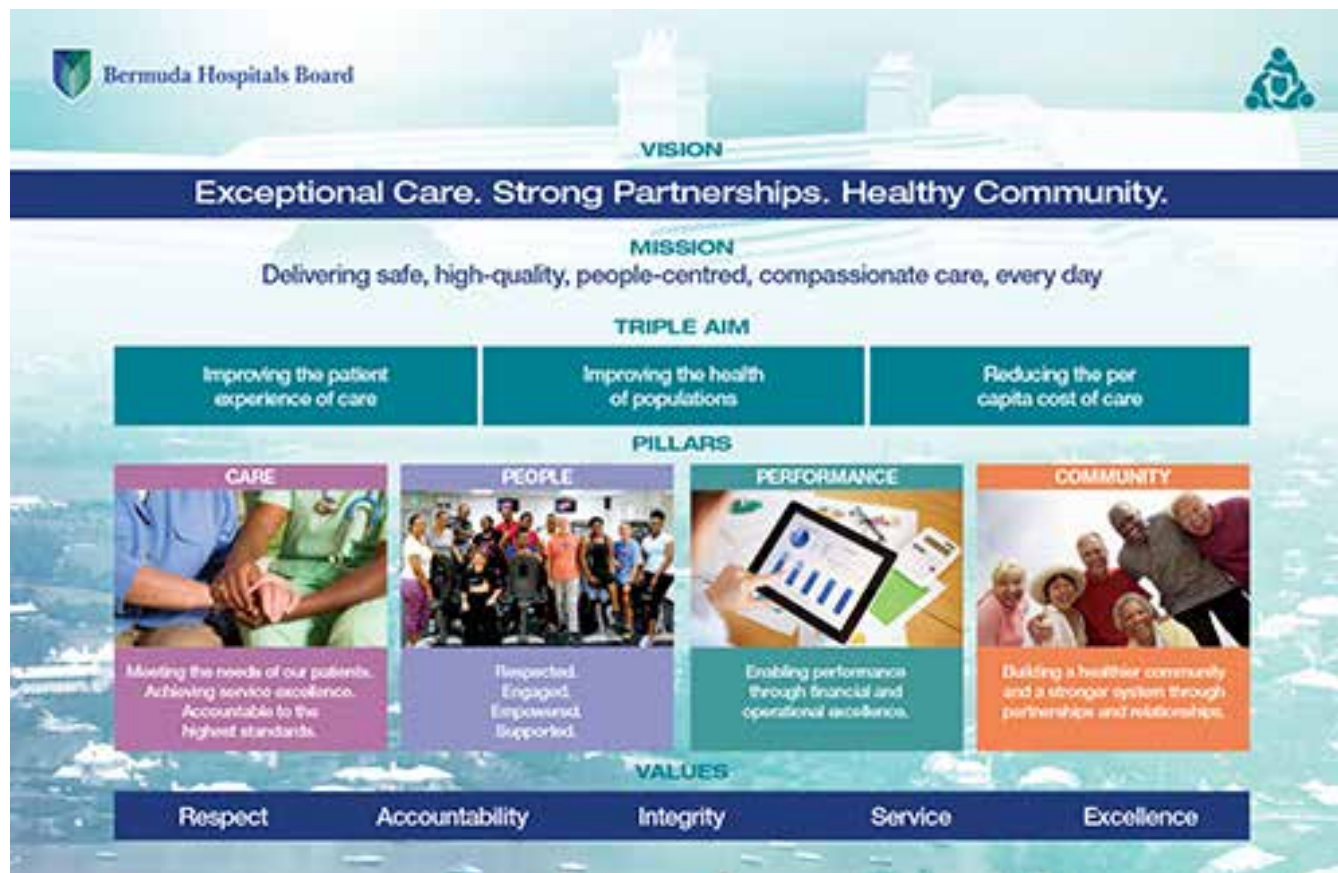 Bermuda Hospitals Board
VISION
Exceptional Care. Strong Partnerships. Healthy Community.
MISSION
Delivering safe, high-quality, people-centred, compassionate care, every day
TRIPLE AIM
Improving the patient
experience of care
Improving the health
of populations
Reducing the per
capita cost of care
PILLARS
CARE
Meeting the needs of our patients.
Achieving service excellence.
Accountable to the
highest standards.
PEOPLE
Respected.
Engaged.
Empowered.
Supported.
PERFORMANCE
Enabling performance
through financial and
operational excellence.
COMMUNITY
Building a healthier community
and a stronger system through
partnerships and relationships.
VALUES
Respect Accountability Integrity Service Excellence